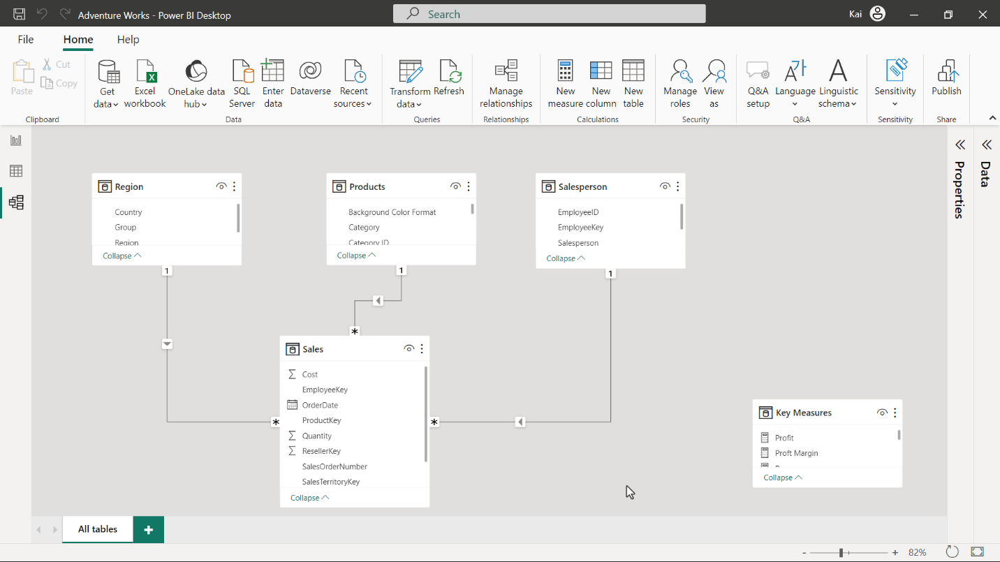 Adventure Works - Power BI Desktop
Search
Kai
File Home Help
Paste
Cut
Copy
Get data
Excel workbook
OneLake data hub
SQL Server
Enter data
Dataverse
Recent sources
Transform data
Refresh
Manage relationships
New measure
New column
New table
Manage roles
View as
Q&A setup
Language
Linguistic schema
Sensitivity
Publish
Clipboard
Data
Queries
Relationships
Calculations
Security
Q&A
Sensitivity
Share
Region
Country
Group
Region
Collapse
Products
Background Color Format
Category
Category ID
Collapse
Salesperson
EmployeeID
EmployeeKey
Salesperson
Collapse
1
1
1
*
Sales
Cost
EmployeeKey
OrderDate
ProductKey
Quantity
ResellerKey
SalesOrderNumber
SalesTerritoryKey
Collapse
*
*
Key Measures
Profit
Proft Margin
Collapse
Properties
Data
All tables
+
- + 82%